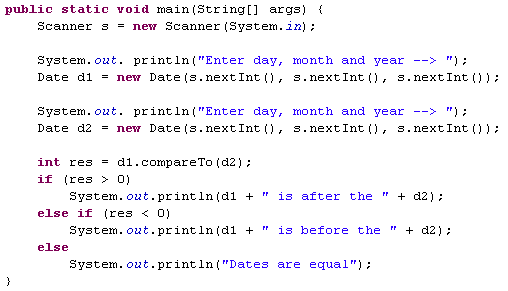 public static void main(String[] args) {
    Scanner s = new Scanner(System.in);

    System.out. println("Enter day, month and year --> ");
    Date d1 = new Date(s.nextInt(), s.nextInt(), s.nextInt());

    System.out. println("Enter day, month and year --> ");
    Date d2 = new Date(s.nextInt(), s.nextInt(), s.nextInt());

    int res = d1.compareTo(d2);
    if (res > 0)
        System.out.println(d1 + " is after the " + d2);
    else if (res < 0)
        System.out.println(d1 + " is before the " + d2);
    else
        System.out.println("Dates are equal");
}